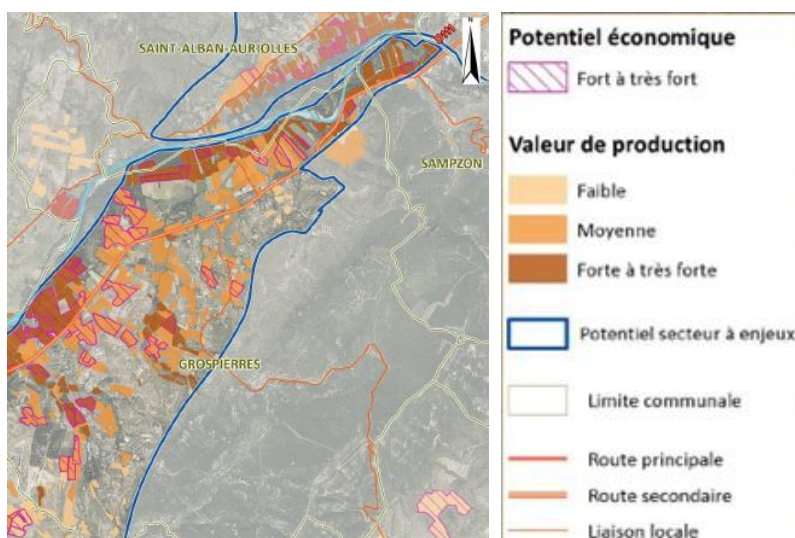 SAINT-ALBAN-AURIOLLES
N
SAMPZON
GROSPIERRES
Potentiel économique
Fort à très fort
Valeur de production
Faible
Moyenne
Forte à très forte
Potentiel secteur à enjeux
Limite communale
Route principale
Route secondaire
Liaison locale